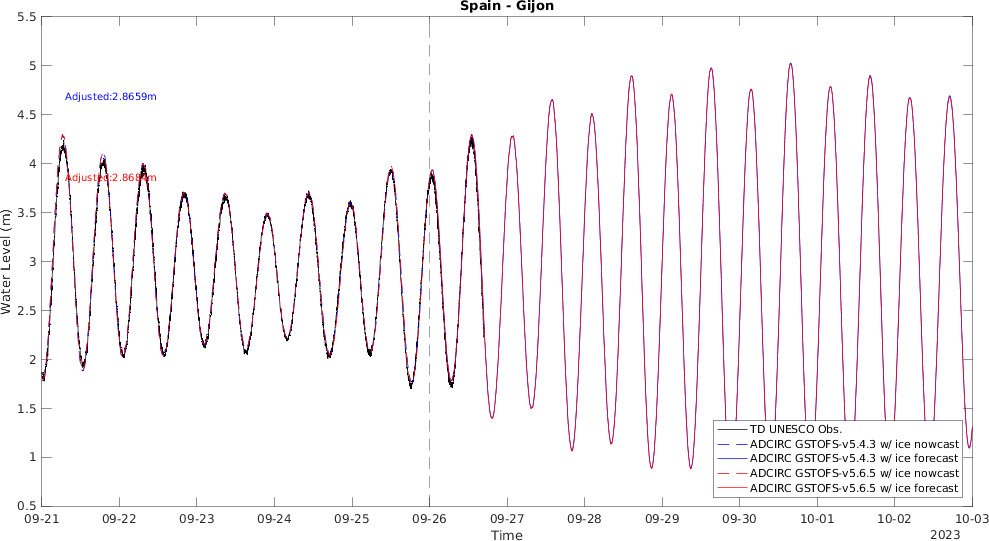 Spain - Gijon
5.5
5
4.5
4
3.5
3
2.5
2
1.5
1
0.5
Water Level (m)
Adjusted:2.8659m
Adjusted:2.868
TD UNESCO Obs.
ADCIRC GSTOFS-v5.4.3 w/ ice nowcast
ADCIRC GSTOFS-v5.4.3 w/ ice forecast
ADCIRC GSTOFS-v5.6.5 w/ ice nowcast
ADCIRC GSTOFS-v5.6.5 w/ ice forecast
09-21 09-22 09-23 09-24 09-25 09-26 09-27 09-28 09-29 09-30 10-01 10-02 10-03
Time
2023